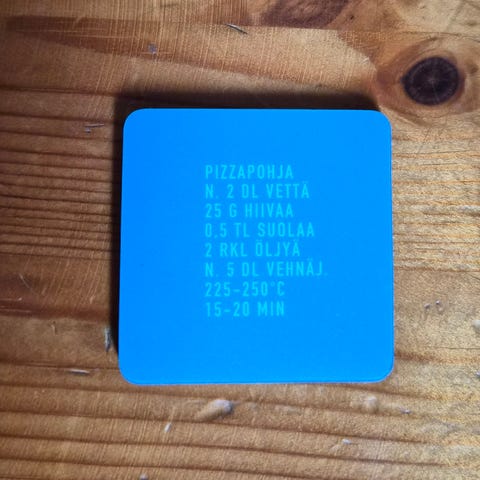 PIZZAPOHJA
N. 2 DL VETTÄ
25 G HIIVAA
0.5 TL SUOLAA
2 RKL ÖLJYÄ
N. 5 DL VEHNÄJ.
225-250°C
15-20 MIN